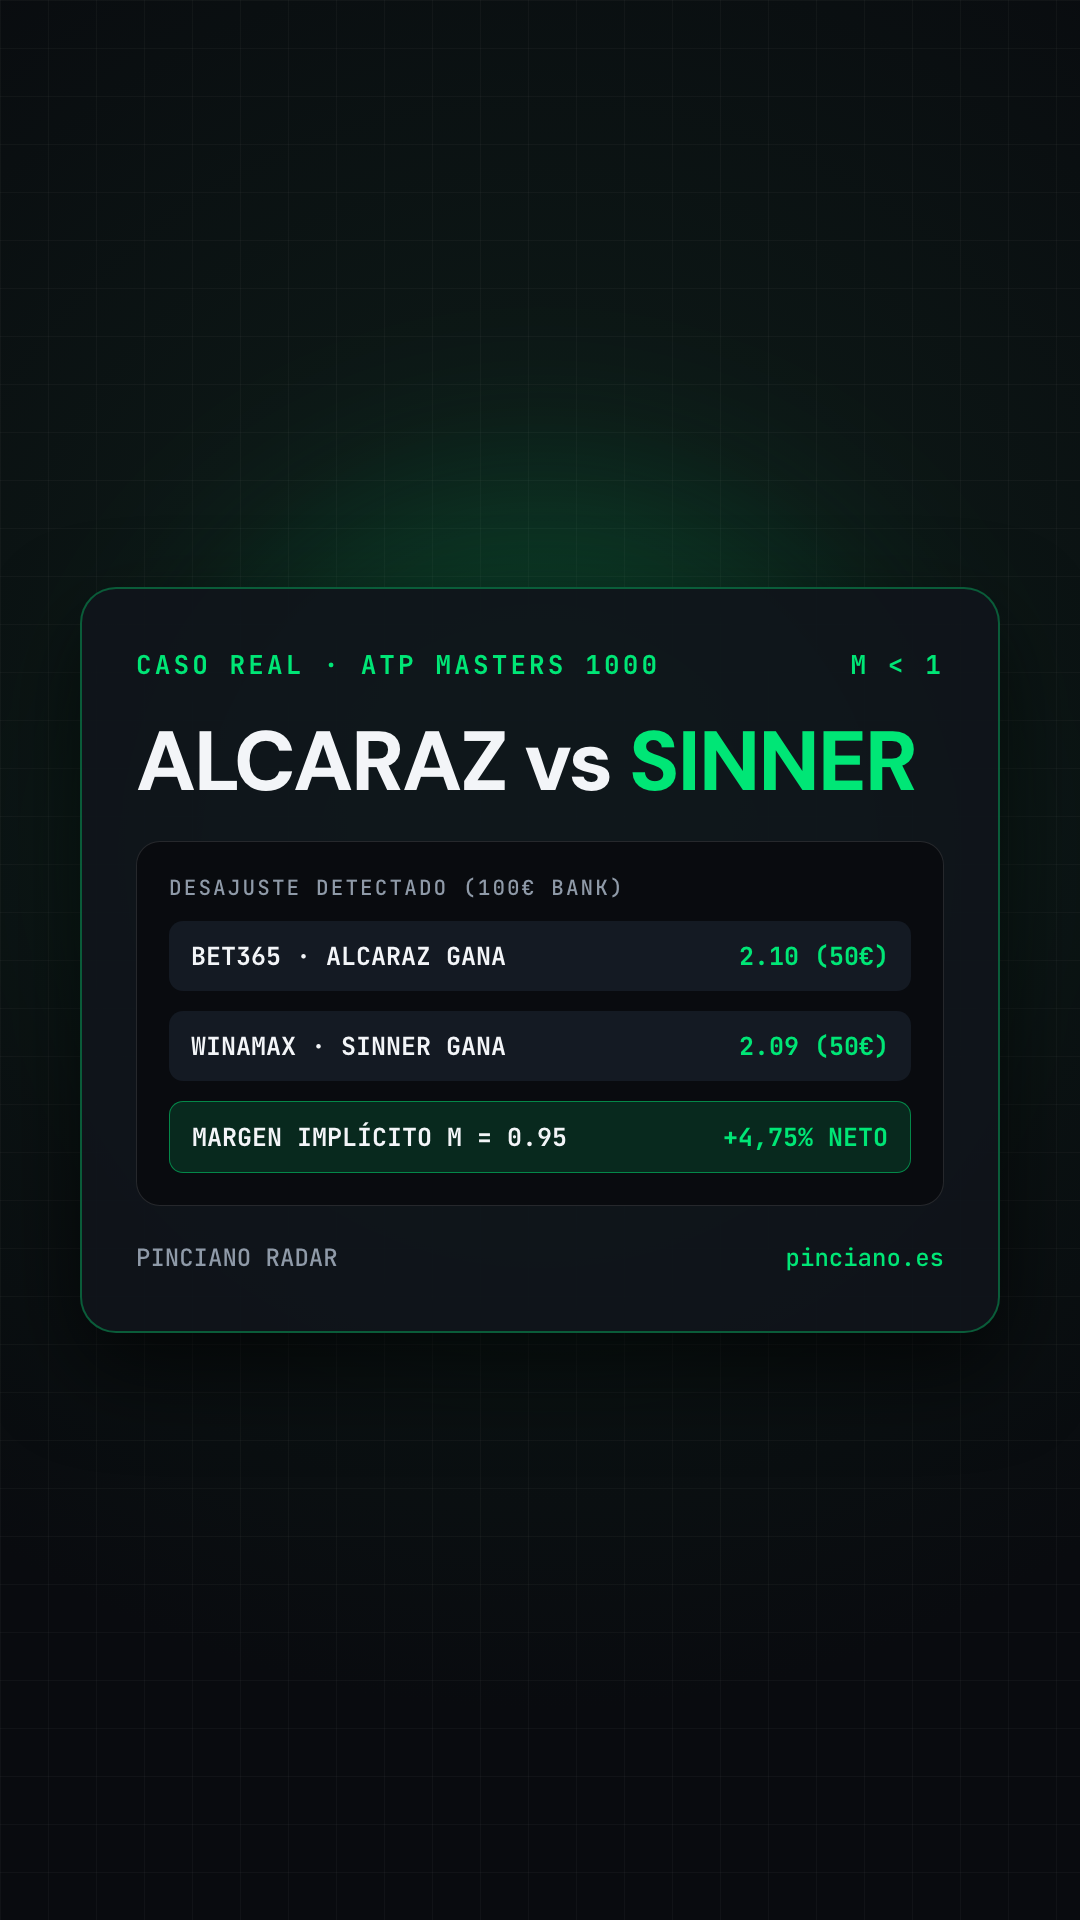 CASO REAL · ATP MASTERS 1000 M < 1
ALCARAZ vs SINNER
DESAJUSTE DETECTADO (100€ BANK)
BET365 · ALCARAZ GANA 2.10 (50€)
WINAMAX · SINNER GANA 2.09 (50€)
MARGEN IMPLÍCITO M = 0.95 +4,75% NETO
PINCIANO RADAR pinciano.es